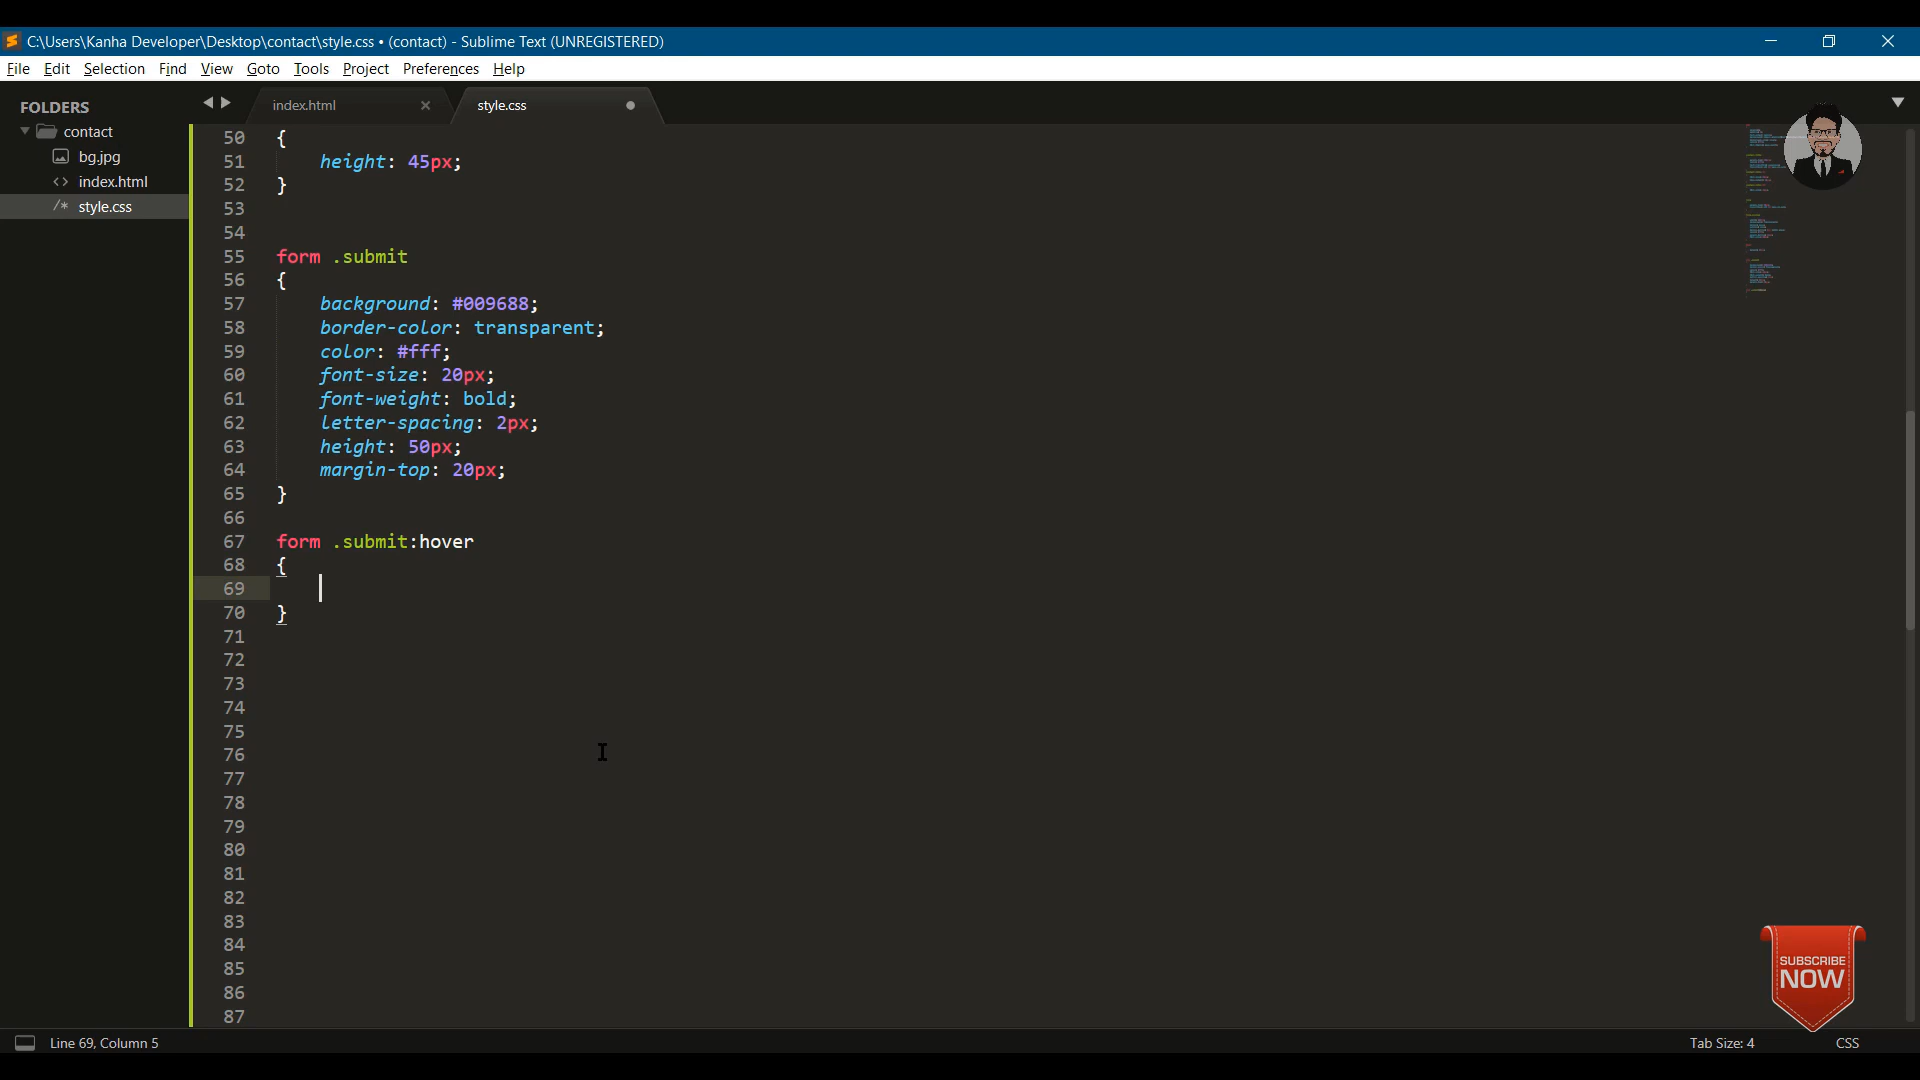 C:\Users\Kanha Developer\Desktop\contact\style.css • (contact) - Sublime Text (UNREGISTERED)
File Edit Selection Find View Goto Tools Project Preferences Help
FOLDERS
contact
bg.jpg
index.html
style.css
index.html
style.css
50 {
51 height: 45px;
52 }
53
54
55 form .submit
56 {
57 background: #009688;
58 border-color: transparent;
59 color: #fff;
60 font-size: 20px;
61 font-weight: bold;
62 letter-spacing: 2px;
63 height: 50px;
64 margin-top: 20px;
65 }
66
67 form .submit:hover
68 {
69
70 }
71
72
73
74
75
76
77
78
79
80
81
82
83
84
85
86
87
SUBSCRIBE
NOW
Line 69, Column 5
Tab Size: 4
CSS